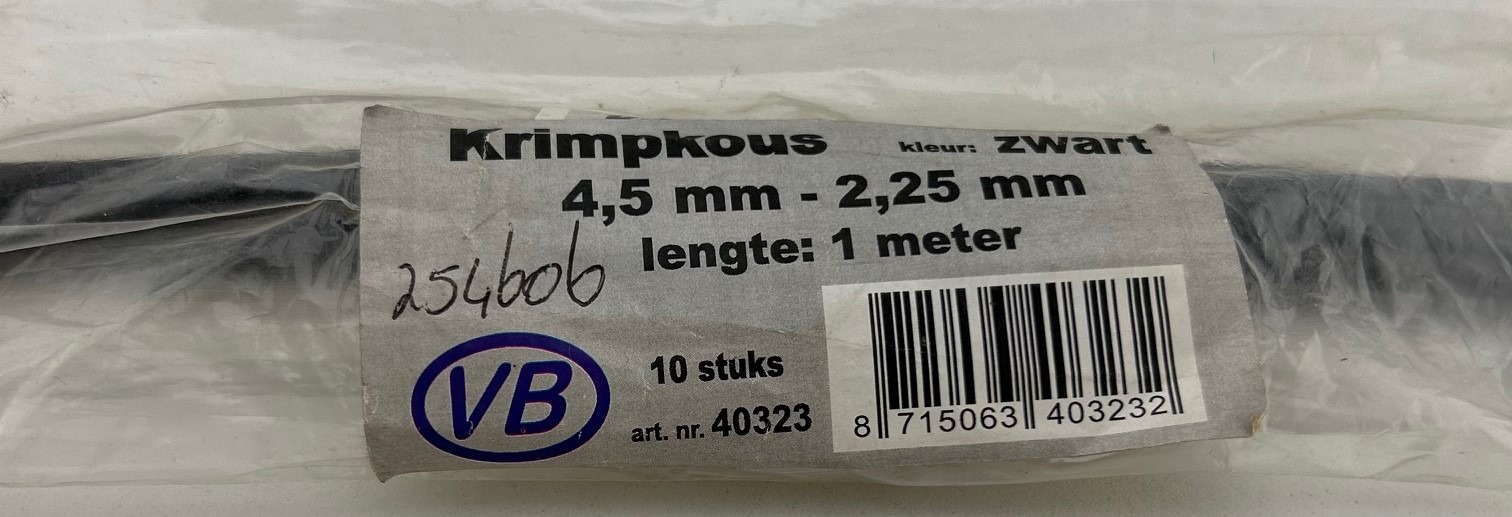 Krimpkous kleur: zwart
4,5 mm - 2,25 mm
lengte: 1 meter
254606
VB
10 stuks
art. nr. 40323
8 715063 403232